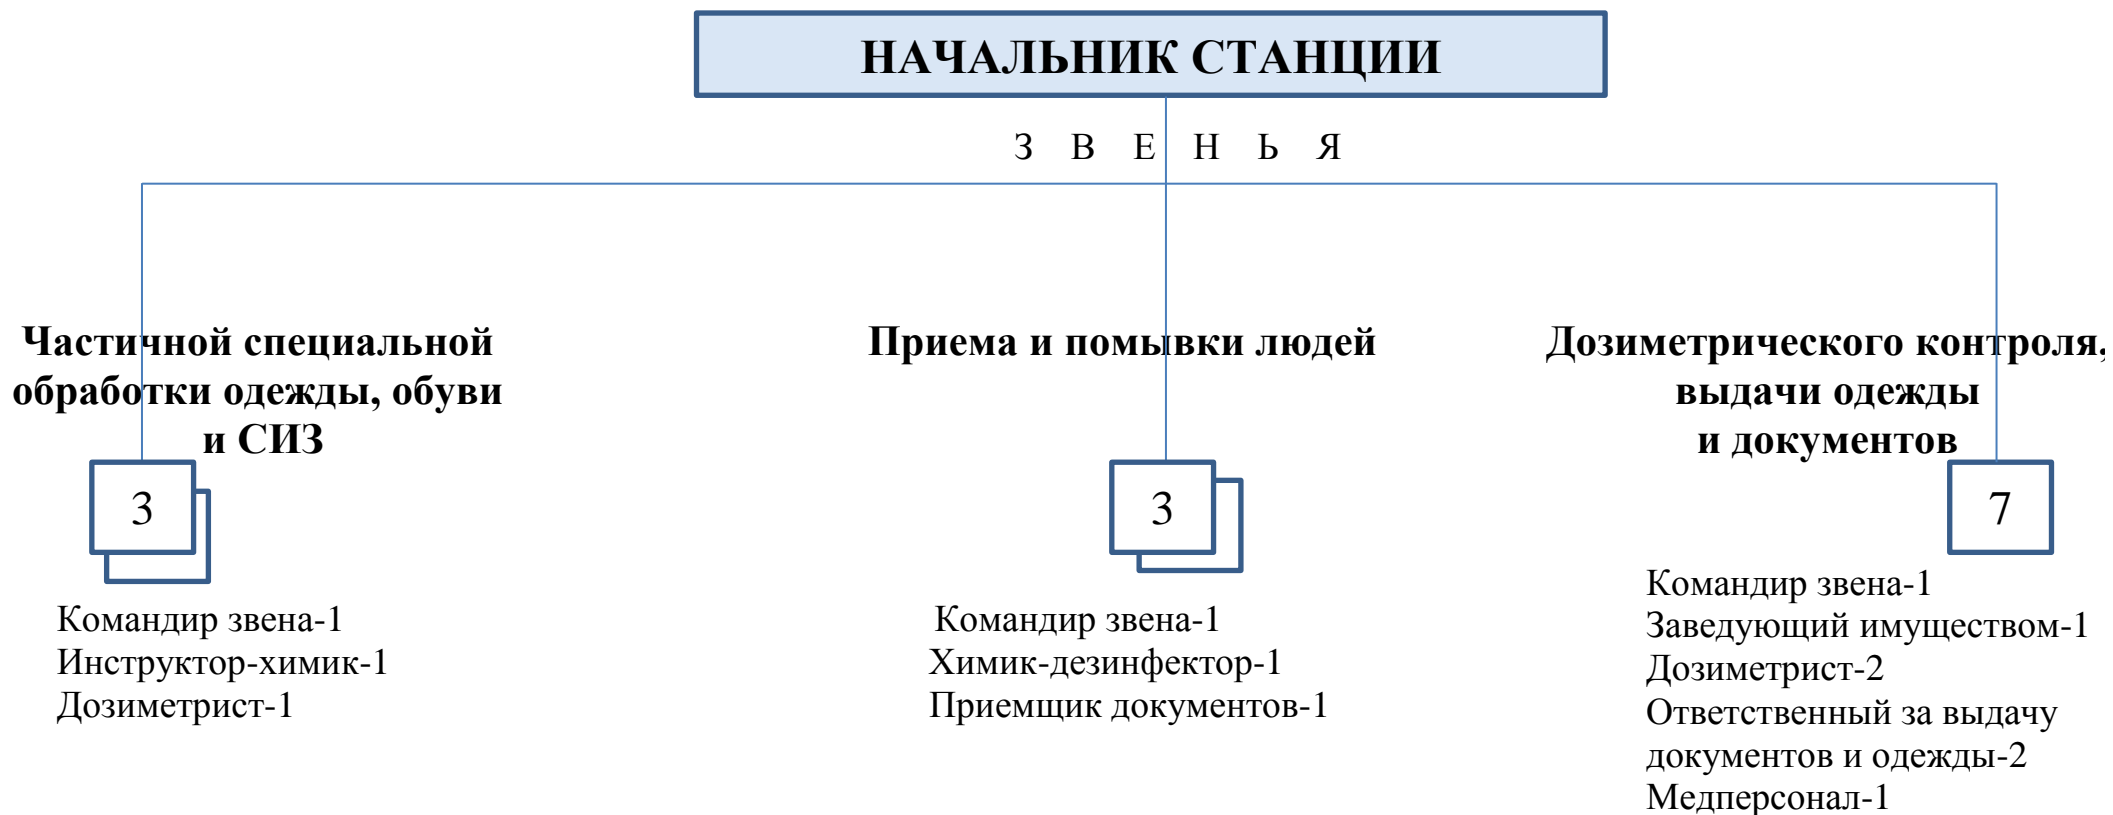 НАЧАЛЬНИК СТАНЦИИ
З В Е Н Ь Я
Частичной специальной
обработки одежды, обуви
и СИЗ
3
Командир звена-1
Инструктор-химик-1
Дозиметрист-1
Приема и помывки людей
3
Командир звена-1
Химик-дезинфектор-1
Приемщик документов-1
Дозиметрического контроля,
выдачи одежды
и документов
7
Командир звена-1
Заведующий имуществом-1
Дозиметрист-2
Ответственный за выдачу
документов и одежды-2
Медперсонал-1